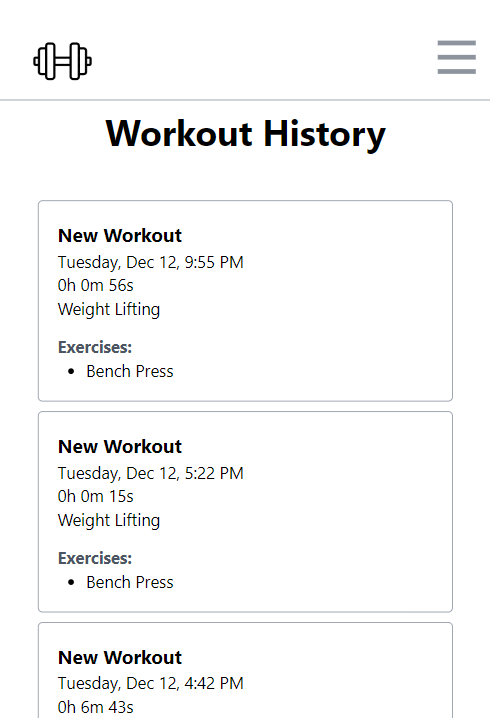 Workout History
New Workout
Tuesday, Dec 12, 9:55 PM
0h 0m 56s
Weight Lifting
Exercises:
Bench Press
New Workout
Tuesday, Dec 12, 5:22 PM
0h 0m 15s
Weight Lifting
Exercises:
Bench Press
New Workout
Tuesday, Dec 12, 4:42 PM
0h 6m 43s